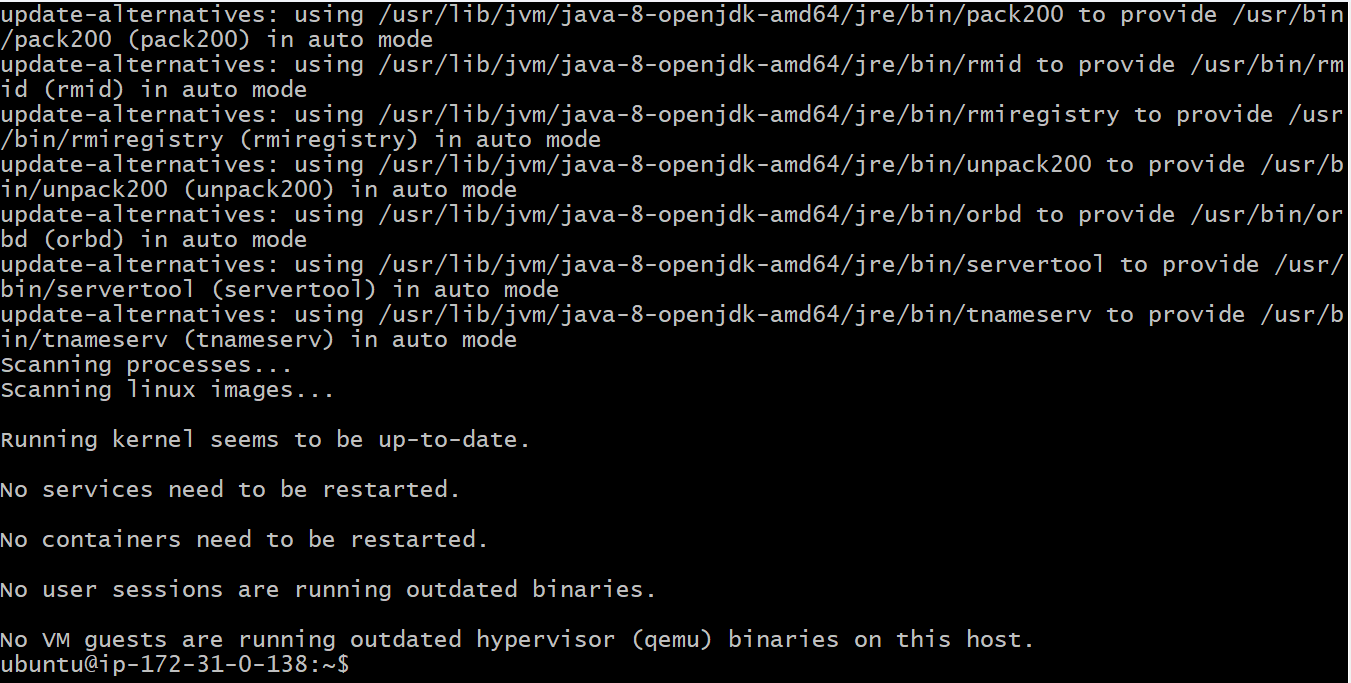 update-alternatives: using /usr/lib/jvm/java-8-openjdk-amd64/jre/bin/pack200 to provide /usr/bin
/pack200 (pack200) in auto mode
update-alternatives: using /usr/lib/jvm/java-8-openjdk-amd64/jre/bin/rmid to provide /usr/bin/rm
id (rmid) in auto mode
update-alternatives: using /usr/lib/jvm/java-8-openjdk-amd64/jre/bin/rmiregistry to provide /usr
/bin/rmiregistry (rmiregistry) in auto mode
update-alternatives: using /usr/lib/jvm/java-8-openjdk-amd64/jre/bin/unpack200 to provide /usr/b
in/unpack200 (unpack200) in auto mode
update-alternatives: using /usr/lib/jvm/java-8-openjdk-amd64/jre/bin/orbd to provide /usr/bin/or
bd (orbd) in auto mode
update-alternatives: using /usr/lib/jvm/java-8-openjdk-amd64/jre/bin/servertool to provide /usr/
bin/servertool (servertool) in auto mode
update-alternatives: using /usr/lib/jvm/java-8-openjdk-amd64/jre/bin/tnameserv to provide /usr/b
in/tnameserv (tnameserv) in auto mode
Scanning processes...
Scanning linux images...
Running kernel seems to be up-to-date.
No services need to be restarted.
No containers need to be restarted.
No user sessions are running outdated binaries.
No VM guests are running outdated hypervisor (qemu) binaries on this host.
ubuntu@ip-172-31-0-138:~$